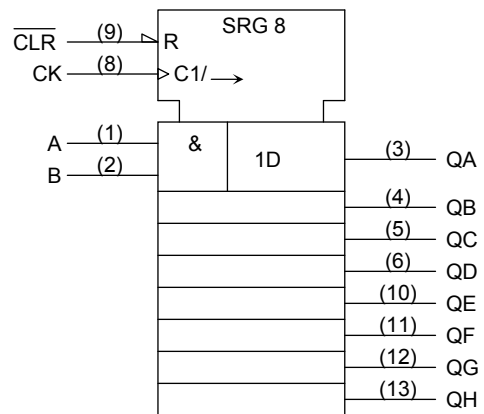 SRG 8
CLR (9) R
CK (8) C1/
A (1) & 1D (3) QA
B (2)
(4) QB
(5) QC
(6) QD
(10) QE
(11) QF
(12) QG
(13) QH